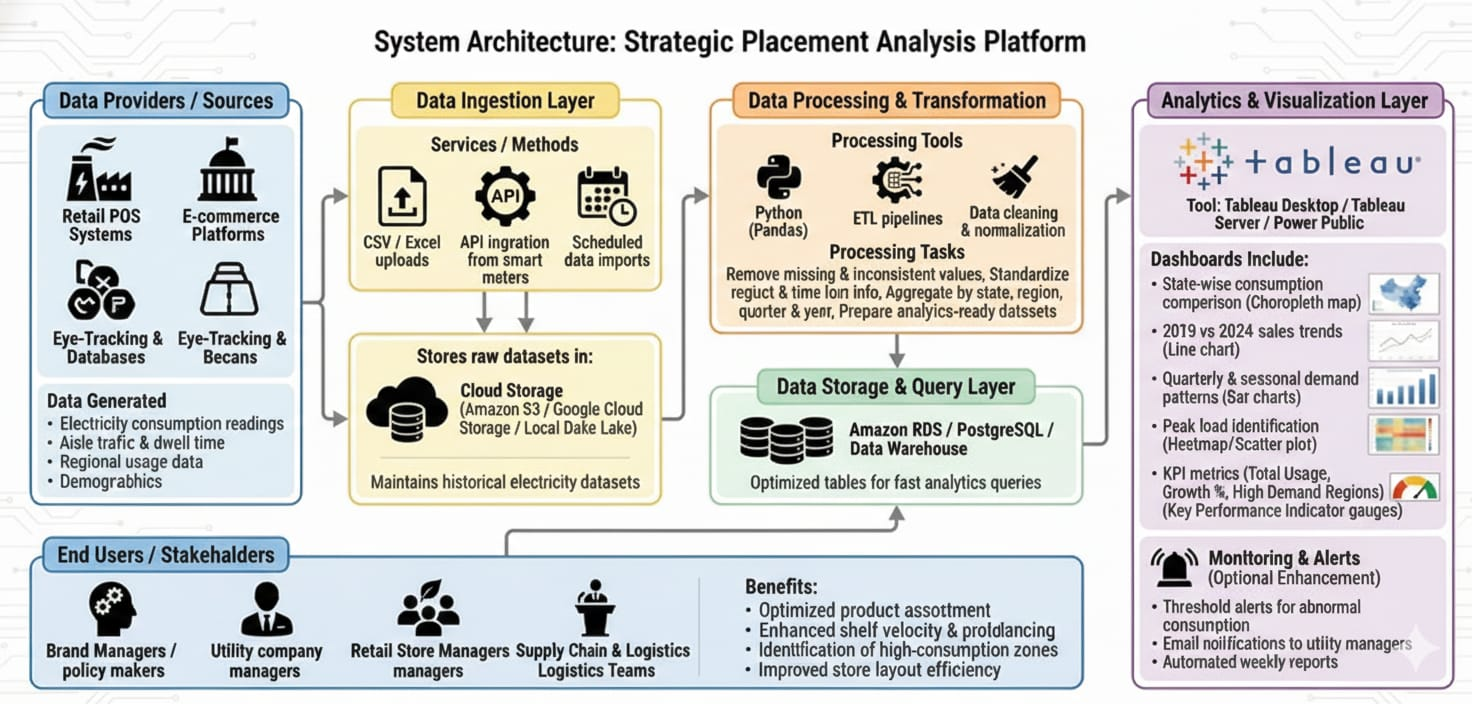 System Architecture: Strategic Placement Analysis Platform
Data Providers / Sources
Retail POS
Systems
E-commerce
Platforms
Eye-Tracking &
Databases
Eye-Tracking &
Becans
Data Generated
• Electricity consumption readings
• Aisle trafic & dwell time
• Regional usage data
• Demograbhics
Data Ingestion Layer
Services / Methods
API
CSV / Excel
uploads
API ingration
from smart
meters
Scheduled
data imports
Stores raw datasets in:
Cloud Storage
(Amazon S3 / Google Cloud
Storage / Local Dake Lake)
Maintains historical electricity datasets
Data Processing & Transformation
Processing Tools
Python
(Pandas)
ETL pipelines
Data cleaning
& normalization
Processing Tasks
Remove missing & inconsistent values, Standardize
& time info, Aggregate by state, region,
quorter & year, Prepare analytics-ready datssets
Data Storage & Query Layer
Amazon RDS / PostgreSQL /
Data Warehouse
Optimized tables for fast analytics queries
Analytics & Visualization Layer
+ a b l e a u
Tool: Tableau Desktop / Tableau
Server / Power Public
Dashboards Include:
• State-wise consumption
comperison (Choropleth map)
• 2019 vs 2024 sales trends
(Line chart)
• Quarterly & sessonal demand
patterns (Sar charts)
• Peak load identification
(Heetmap/Scatter plot)
• KPI metrics (Total Usage,
Growth %, High Demand Regions)
(Key Performance Indicator gauges)
Monttoring & Alerts
(Optional Enhancement)
• Threshold alerts for abnormal
consumption
• Email to utility managers
• Automated weekly reports
End Users / Stakehalders
Brand Managers /
policy makers
Utility company
managers
Retail Store Managers
managers
Supply Chain & Logistics
Logistics Teams
Benefits:
• Optimized product assottment
• Enhanced shelf velocity & protdlancing
• Identtfication of high-consumption zones
• Improved store layout efficiency